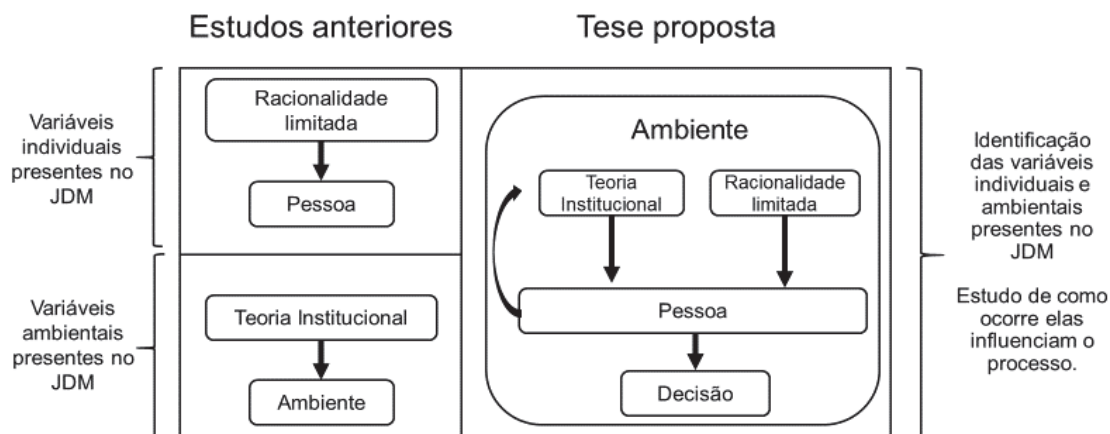 Estudos anteriores
Tese proposta
Variáveis
individuais
presentes no
JDM
Racionalidade
limitada
Pessoa
Variáveis
ambientais
presentes no
JDM
Teoria Institucional
Ambiente
Ambiente
Teoria
Institucional
Racionalidade
limitada
Pessoa
Decisão
Identificação
das variáveis
individuais e
ambientais
presentes no
JDM
Estudo de como
ocorre elas
influenciam o
processo.